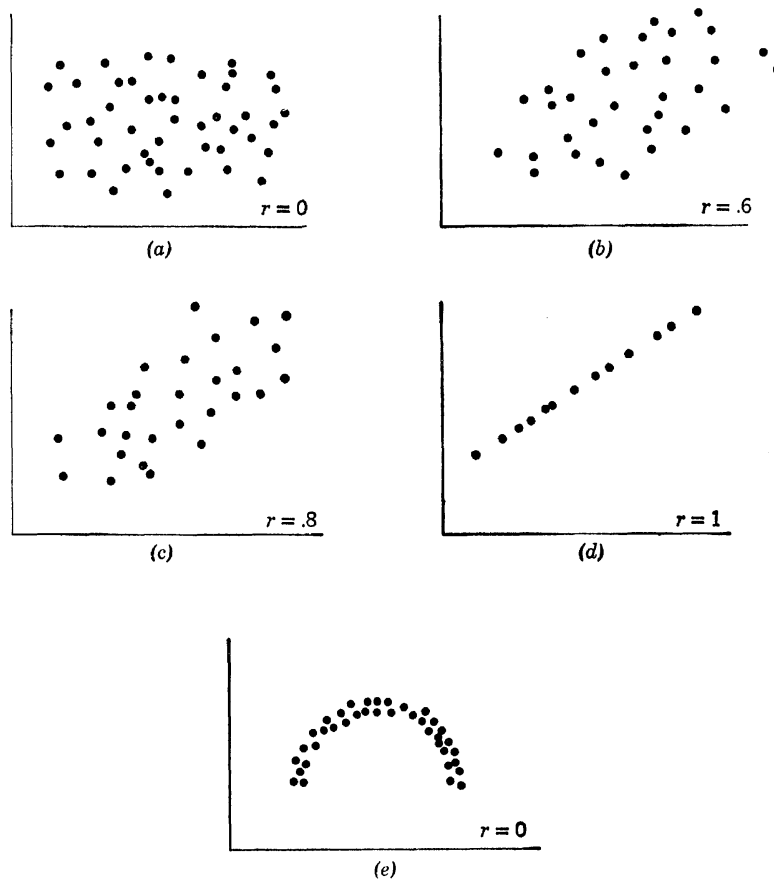 r = 0
(a)
r = .6
(b)
r = .8
(c)
r = 1
(d)
r = 0
(e)